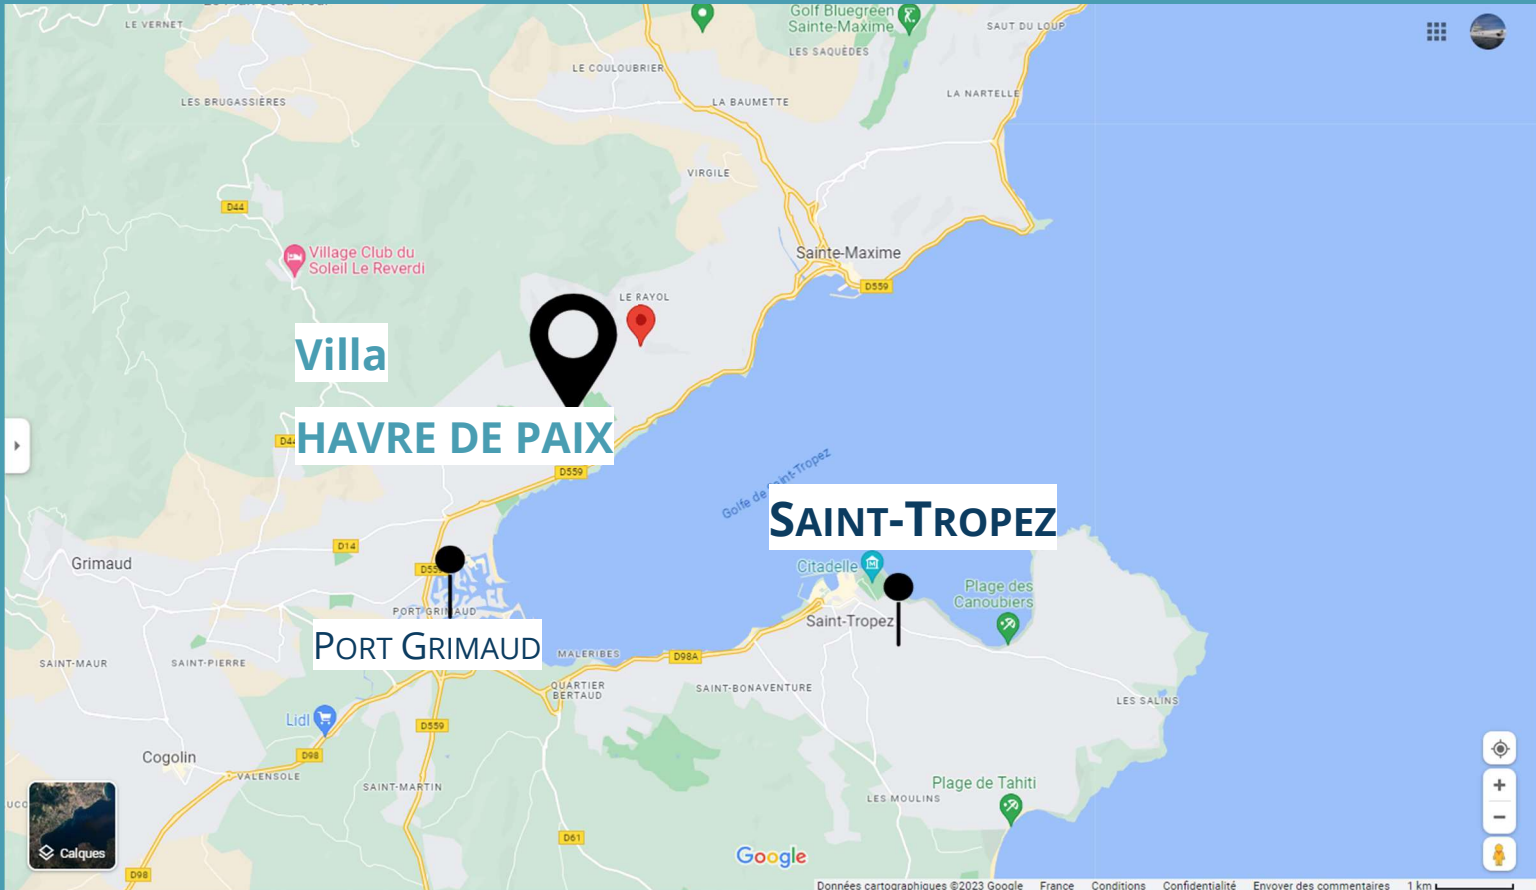 Golf Bluegreen
Sainte-Maxime
SAUT DU LOUP
LE VERNET
LES SAQUÈDES
LE COULOUBRIER
LA NARTELLE
LES BRUGASSIÈRES
LA BAUMETTE
VIRGILE
D44
Village Club du
Soleil Le Reverdi
Sainte-Maxime
D559
LE RAYOL
Villa
HAVRE DE PAIX
D559
Golfe de Saint-Tropez
SAINT-TROPEZ
D14
Grimaud
Citadelle
Plage des
Canoubiers
PORT GRIMAUD
Saint-Tropez
PORT GRIMAUD
MALERIBES
D98A
SAINT-MAUR
SAINT-PIERRE
QUARTIER
BERTAUD
SAINT-BONAVENTURE
LES SALINS
Lidl
D559
Cogolin
D98
VALENSOLE
SAINT-MARTIN
Plage de Tahiti
LES MOULINS
D61
Calques
Google
D98
Données cartographiques ©2023 Google France Conditions Confidentialité Envoyer des commentaires 1 km